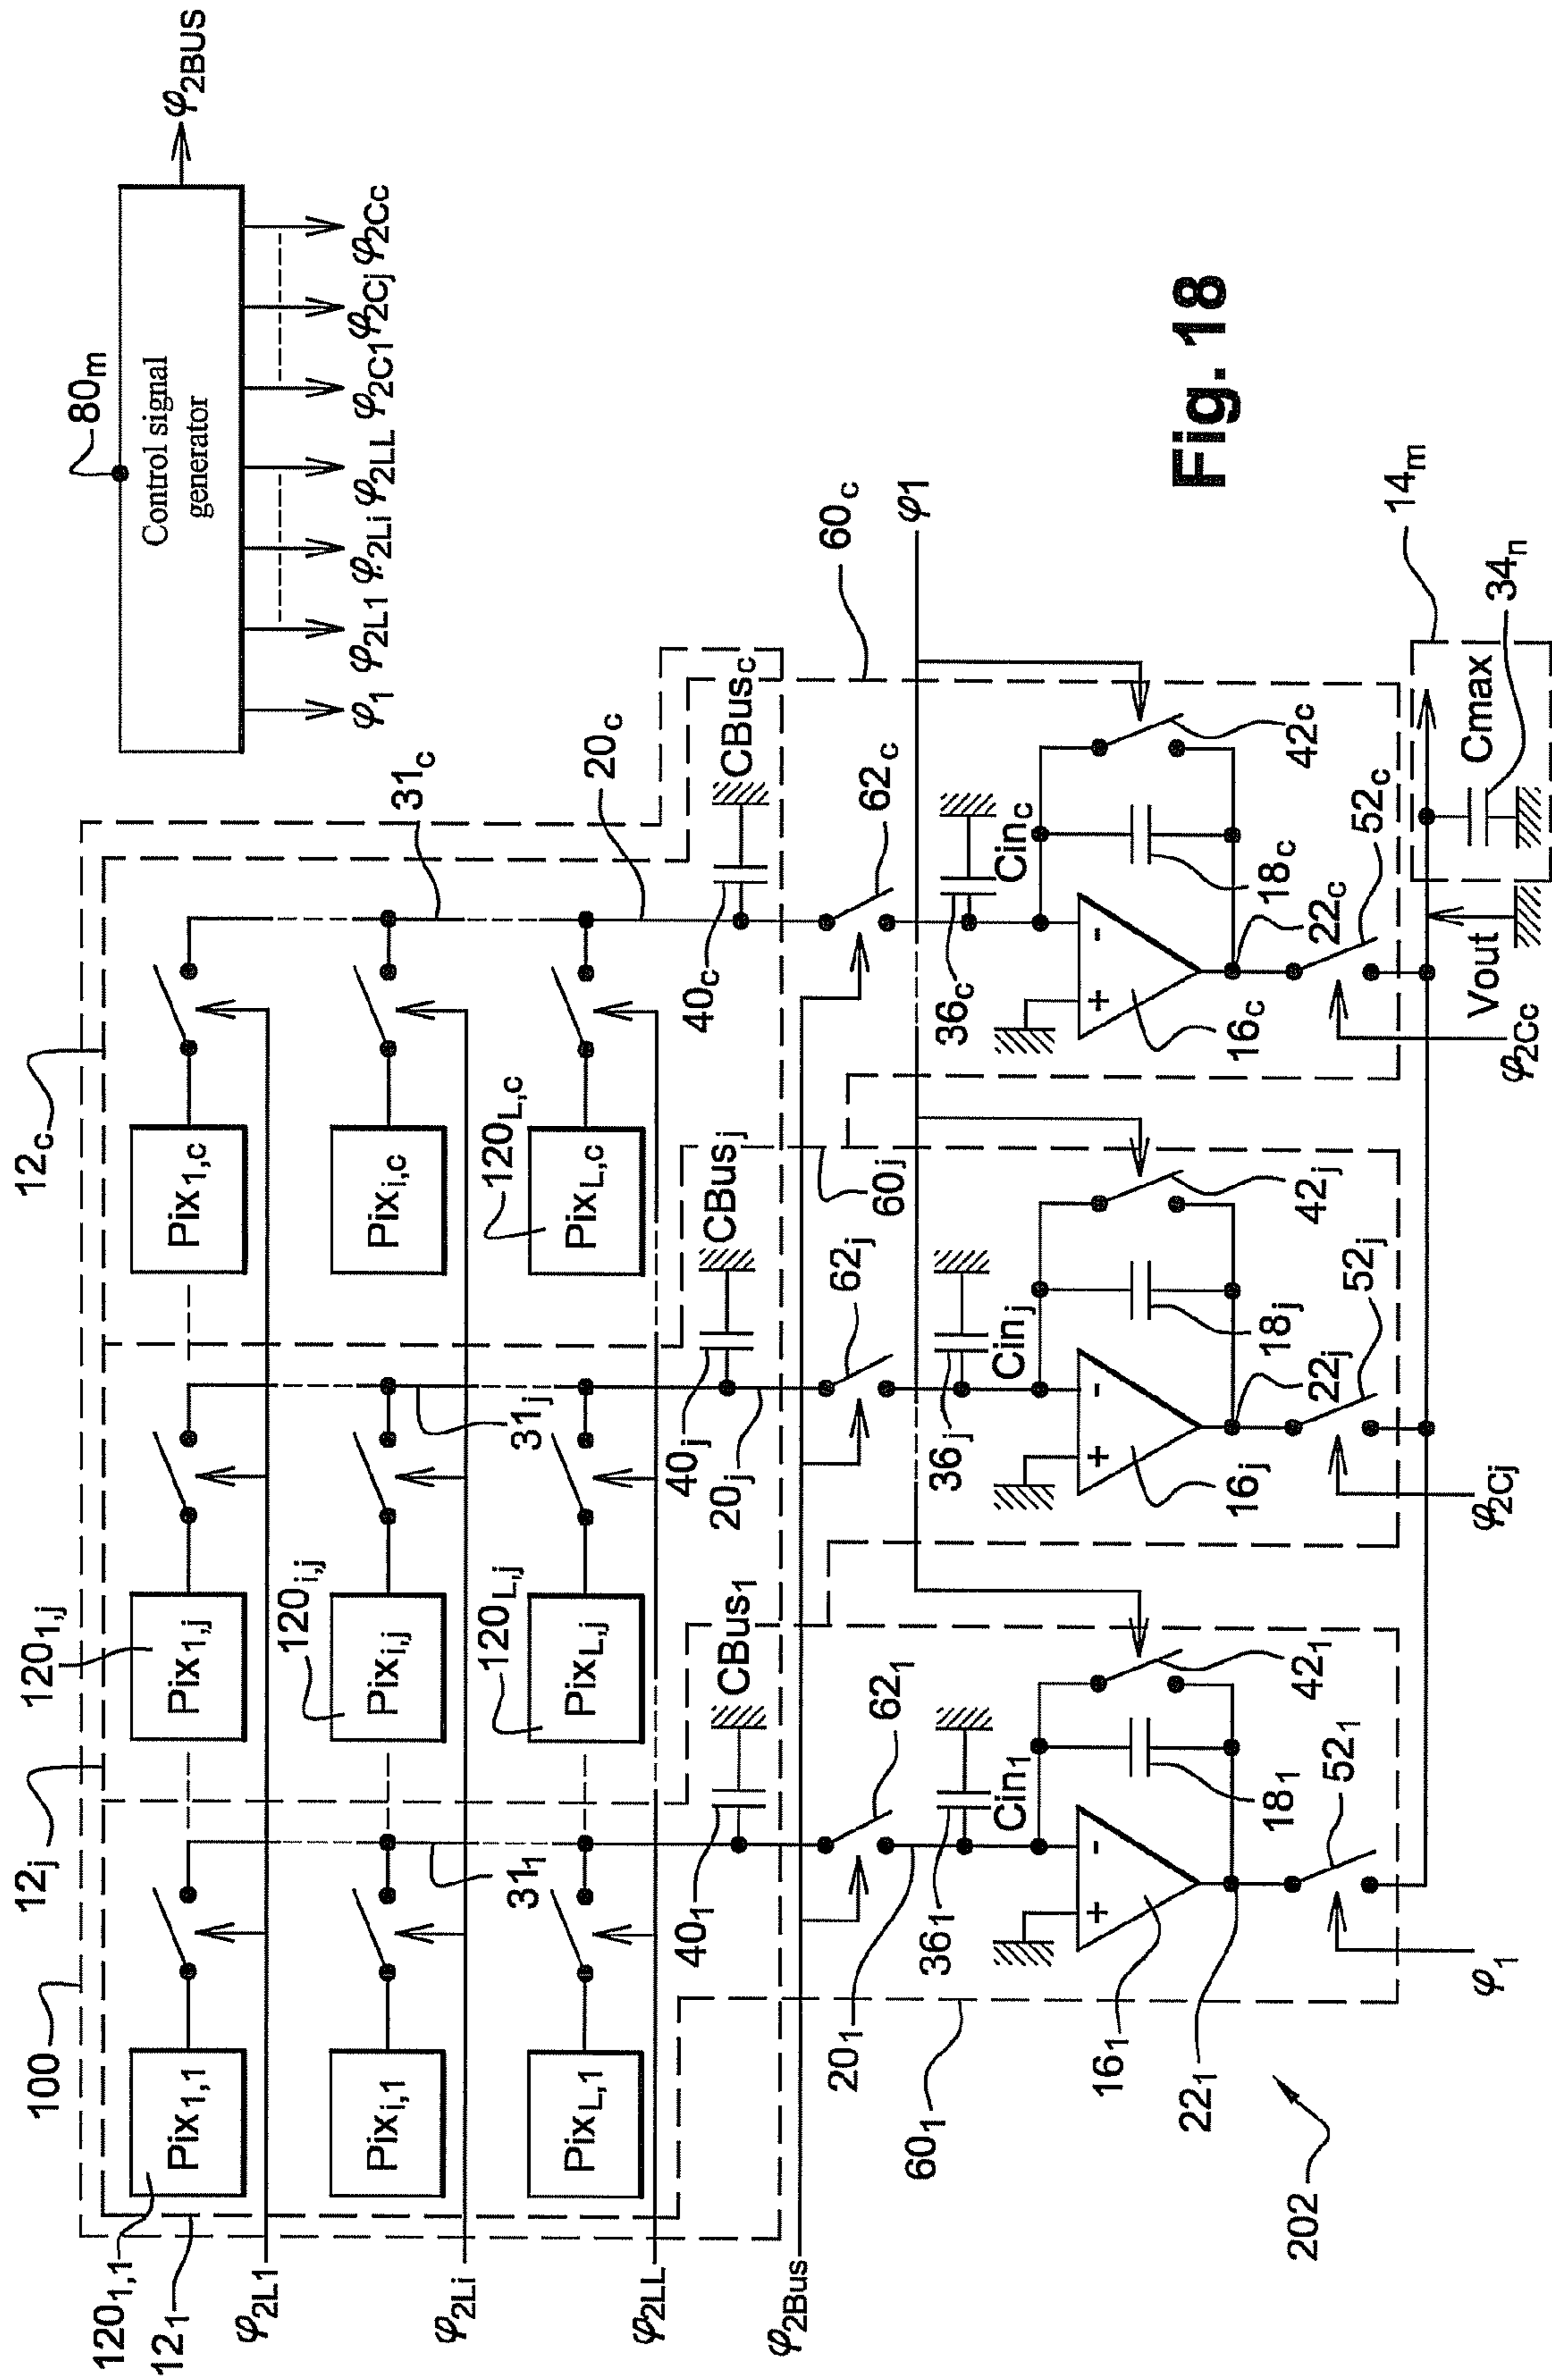 φ2BUS
80m
Control signal
generator
φ1 φ2L1 φ2Li φ2LL φ2C1 φ2Cj φ2Cc
100
12j
120₁,j
12c
120₁,₁
12₁
Pix₁,₁
Pix₁,j
Pix₁,c
31c
φ2L1
120i,j
Pixi,₁
Pixi,j
Pixi,c
20c
φ2Li
31₁
31j
120L,j
120L,c
PixL,₁
PixL,j
PixL,c
φ2LL
40₁
CBus₁
40j
CBusj
40c
CBusc
20j
φ2Bus
62₁
62j
62c
60c
20₁
60j
φ1
60₁
36₁
Cin₁
36j
Cinj
36c
Cinc
- +
- +
- +
42₁
42j
42c
16₁
18₁
16j
18j
16c
18c
22₁
52₁
22j
52j
22c
52c
202
φ1
φ2Cj
φ2Cc
Vout
Cmax
14m
34n
Fig. 18